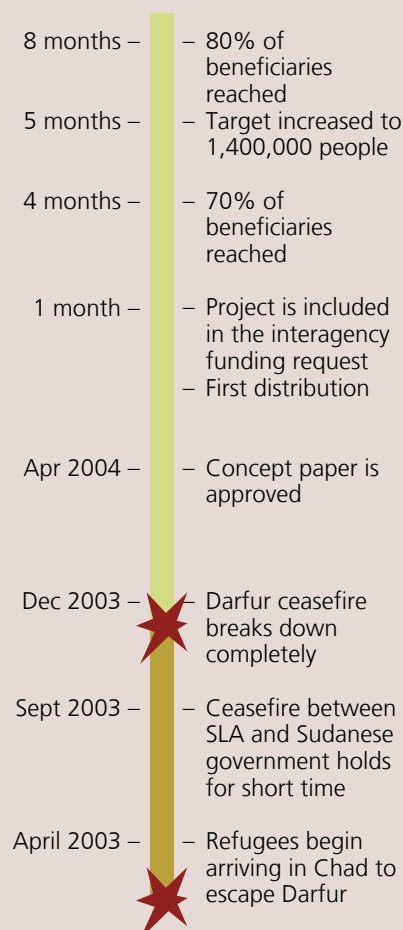 8 months – – 80% of
beneficiaries
reached
5 months – – Target increased to
1,400,000 people
4 months – – 70% of
beneficiaries
reached
1 month – – Project is included
in the interagency
funding request
– First distribution
Apr 2004 – – Concept paper is
approved
Dec 2003 – – Darfur ceasefire
breaks down
completely
Sept 2003 – – Ceasefire between
SLA and Sudanese
government holds
for short time
April 2003 – – Refugees begin
arriving in Chad to
escape Darfur